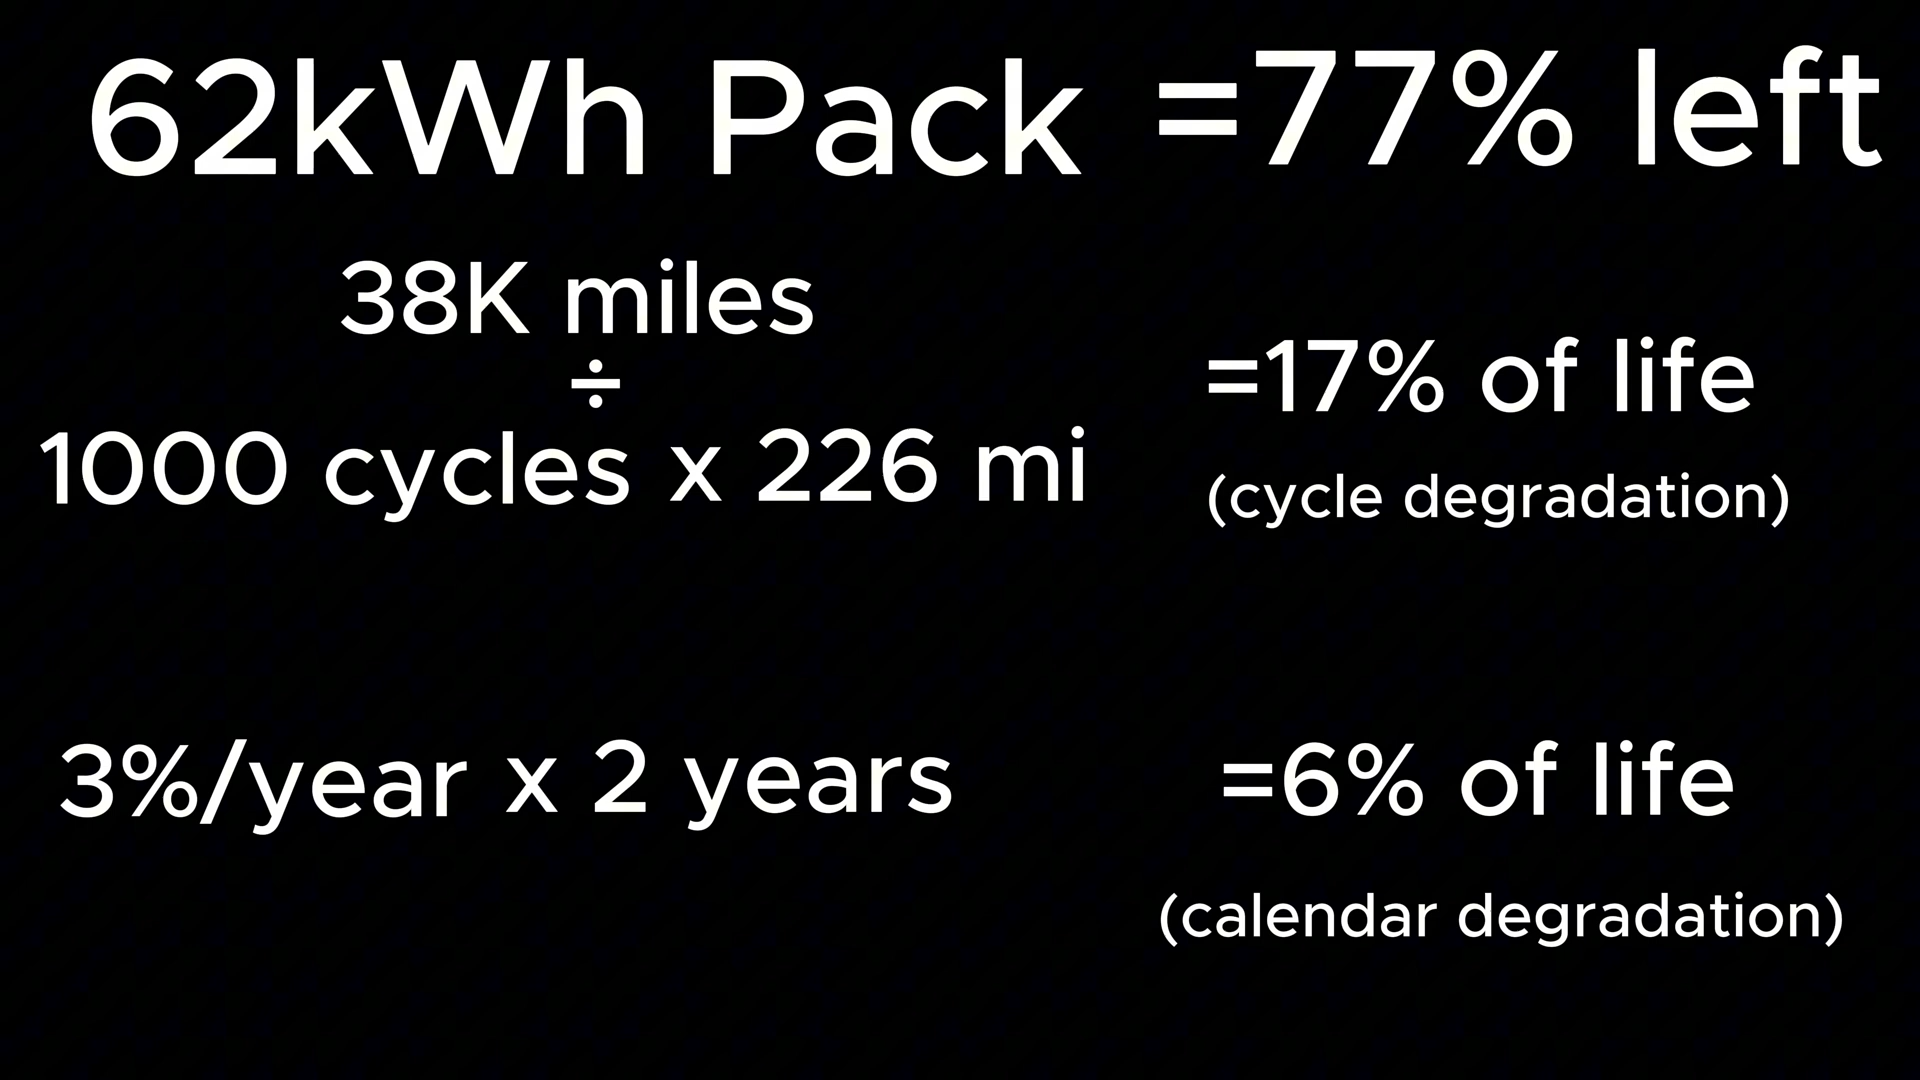 62kWh Pack =77% left
38K miles
÷
1000 cycles x 226 mi
=17% of life
(cycle degradation)
3%/year x 2 years
=6% of life
(calendar degradation)